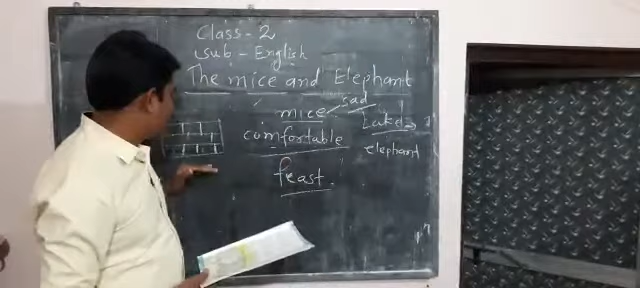 Class - 2
Sub - English
The mice and Elephant
mice sad
Lake
comfortable
elephant
feast.